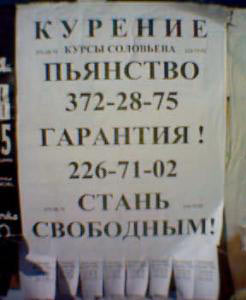 КУРЕНИЕ
КУРСЫ СОЛОВЬЕВА
ПЬЯНСТВО
372-28-75
ГАРАНТИЯ !
226-71-02
СТАНЬ
СВОБОДНЫМ!